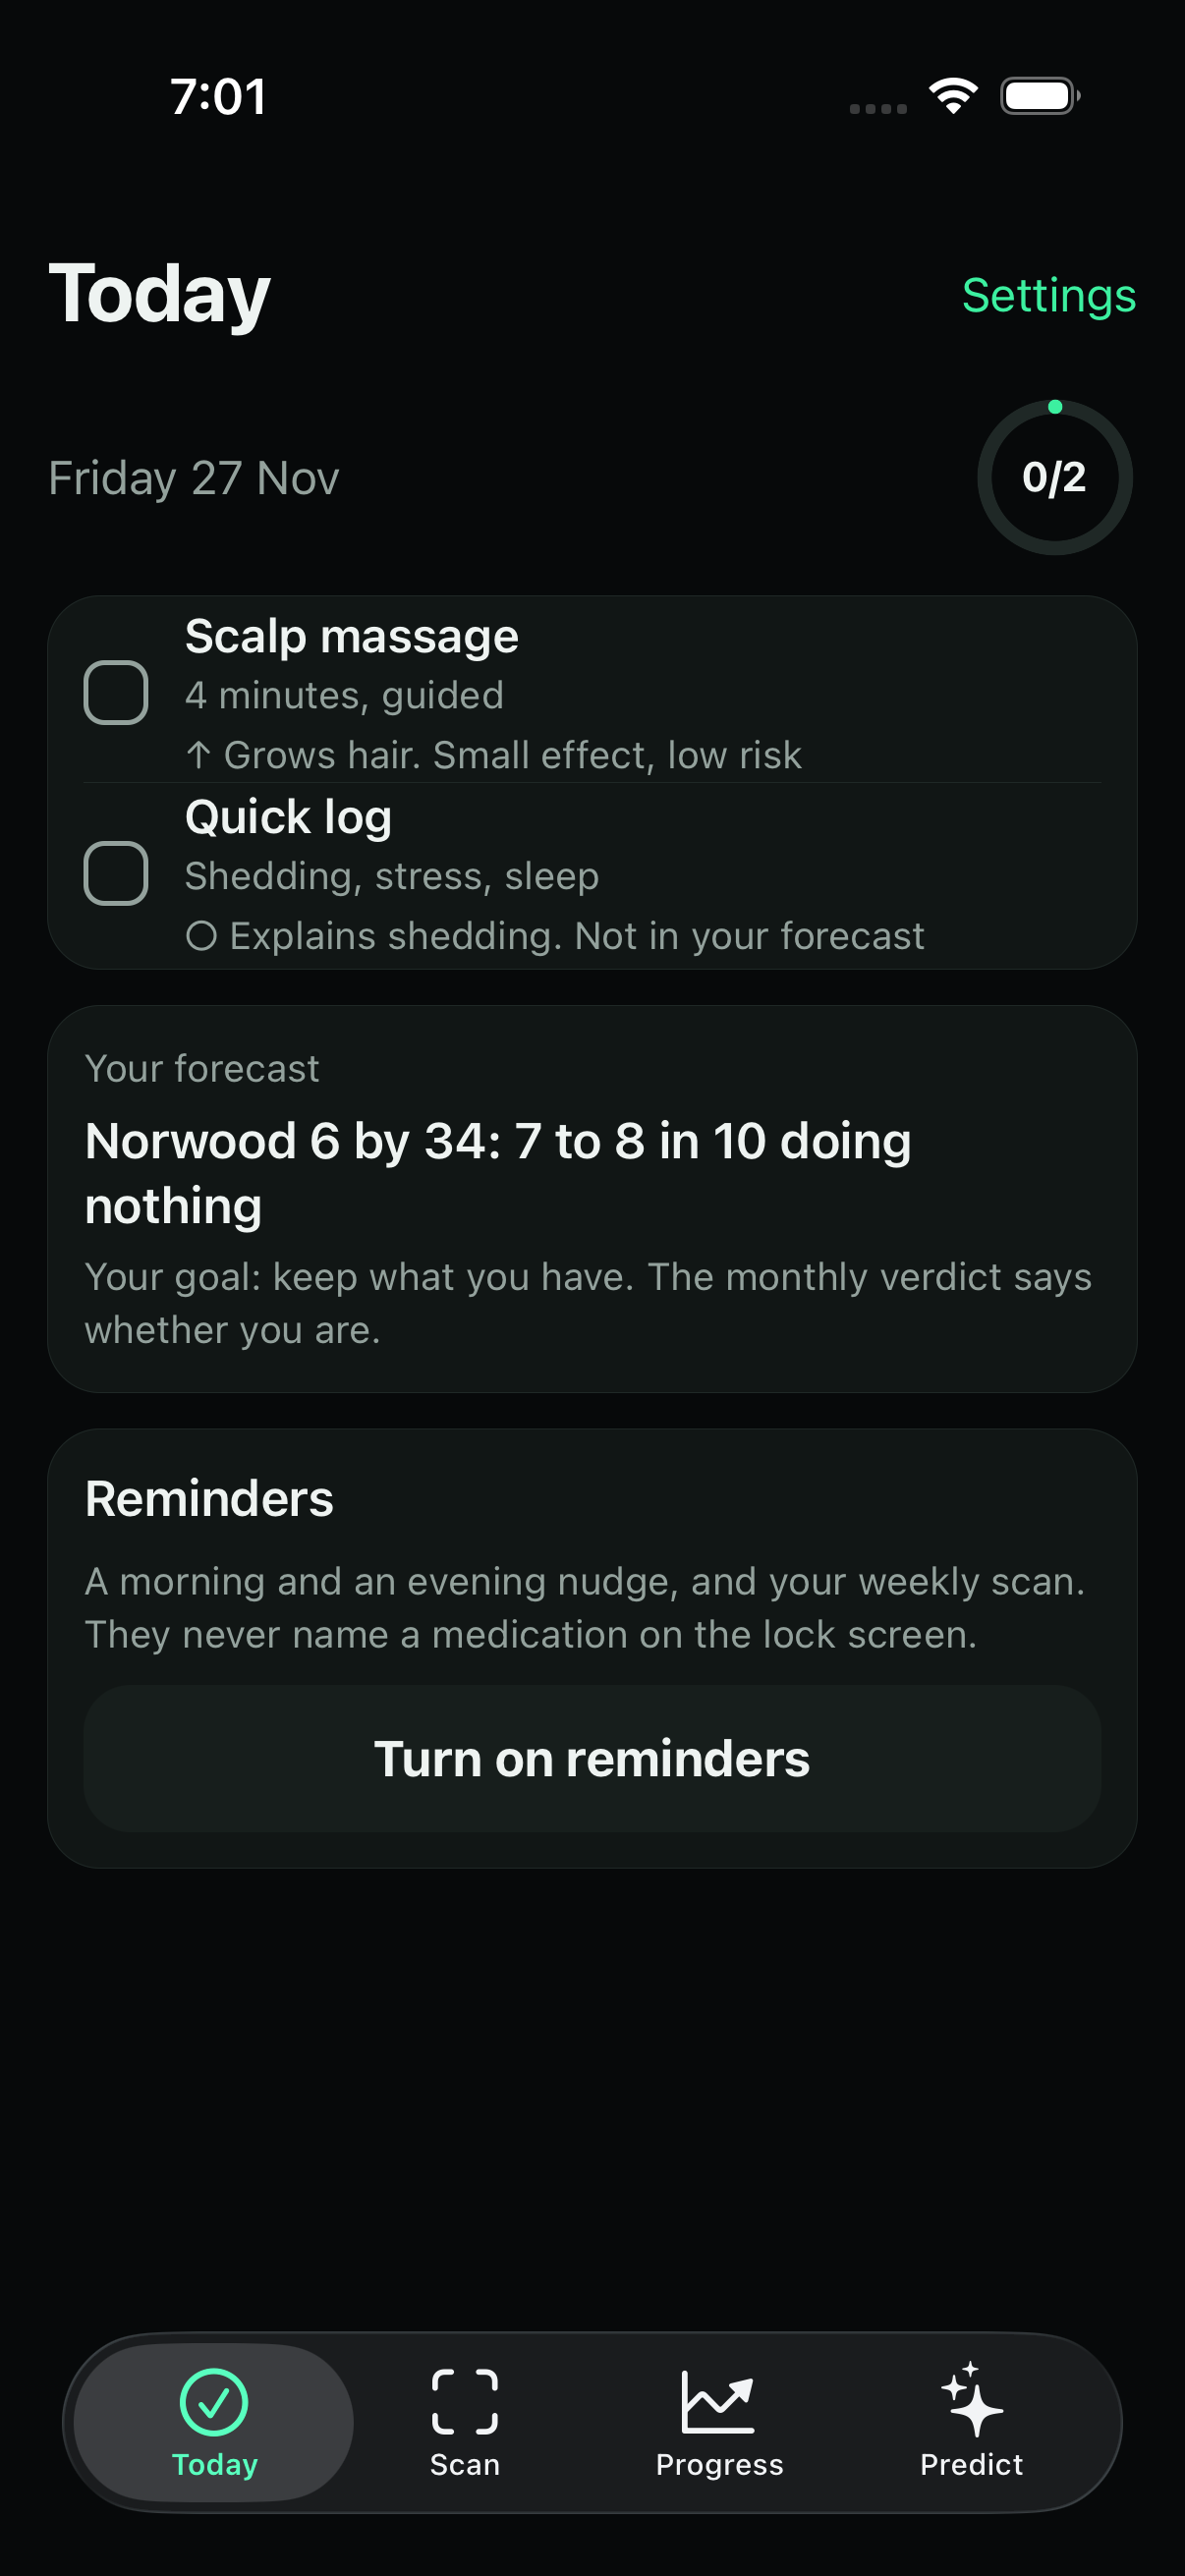 7:01
Today
Settings
Friday 27 Nov
0/2
Scalp massage
4 minutes, guided
↑ Grows hair. Small effect, low risk
Quick log
Shedding, stress, sleep
○ Explains shedding. Not in your forecast
Your forecast
Norwood 6 by 34: 7 to 8 in 10 doing
nothing
Your goal: keep what you have. The monthly verdict says
whether you are.
Reminders
A morning and an evening nudge, and your weekly scan.
They never name a medication on the lock screen.
Turn on reminders
Today
Scan
Progress
Predict